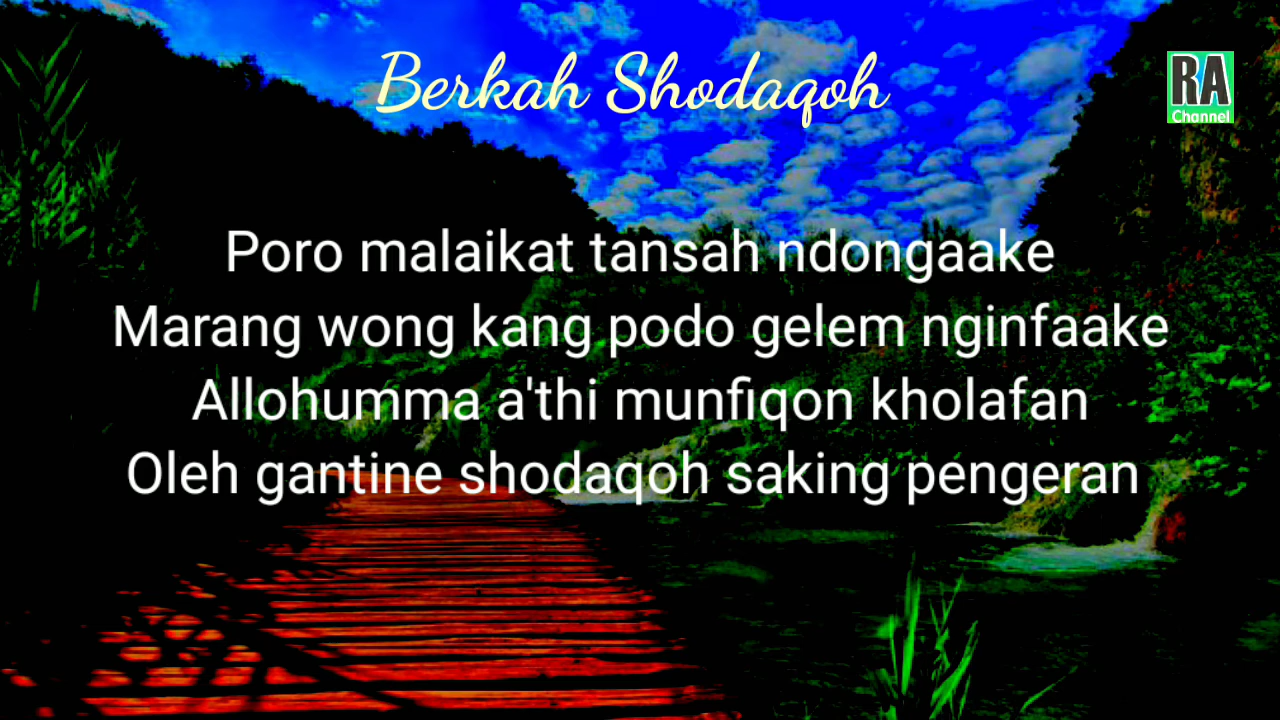 Berkah Shodaqoh
RA
Channel
Poro malaikat tansah ndongaake
Marang wong kang podo gelem nginfaake
Allohumma a'thi munfiqon kholafan
Oleh gantine shodaqoh saking pengeran